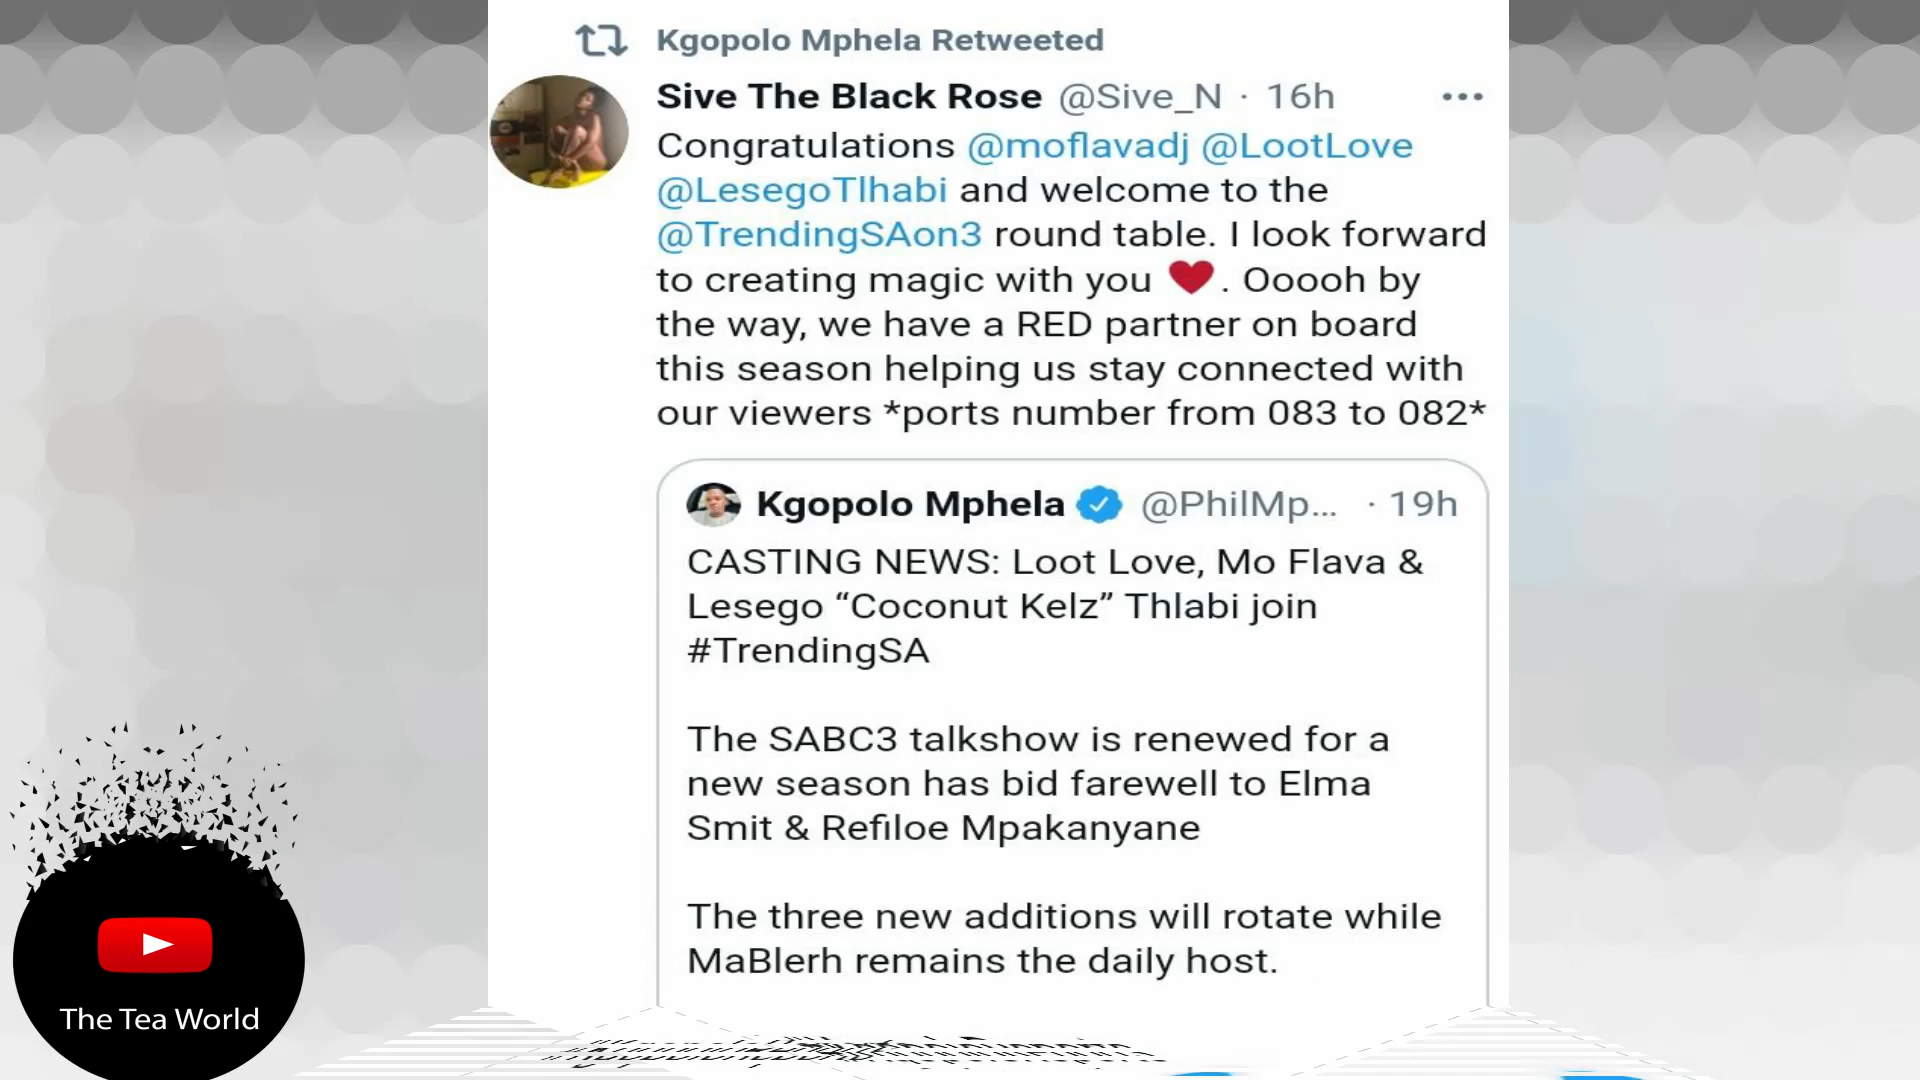 Kgopolo Mphela Retweeted
Sive The Black Rose @Sive_N · 16h
Congratulations @moflavadj @LootLove
@LesegoTlhabi and welcome to the
@TrendingSAon3 round table. I look forward
to creating magic with you ❤. Ooooh by
the way, we have a RED partner on board
this season helping us stay connected with
our viewers *ports number from 083 to 082*
Kgopolo Mphela @PhilMp... · 19h
CASTING NEWS: Loot Love, Mo Flava &
Lesego “Coconut Kelz” Thlabi join
#TrendingSA
The SABC3 talkshow is renewed for a
new season has bid farewell to Elma
Smit & Refiloe Mpakanyane
The three new additions will rotate while
MaBlerh remains the daily host.
The Tea World